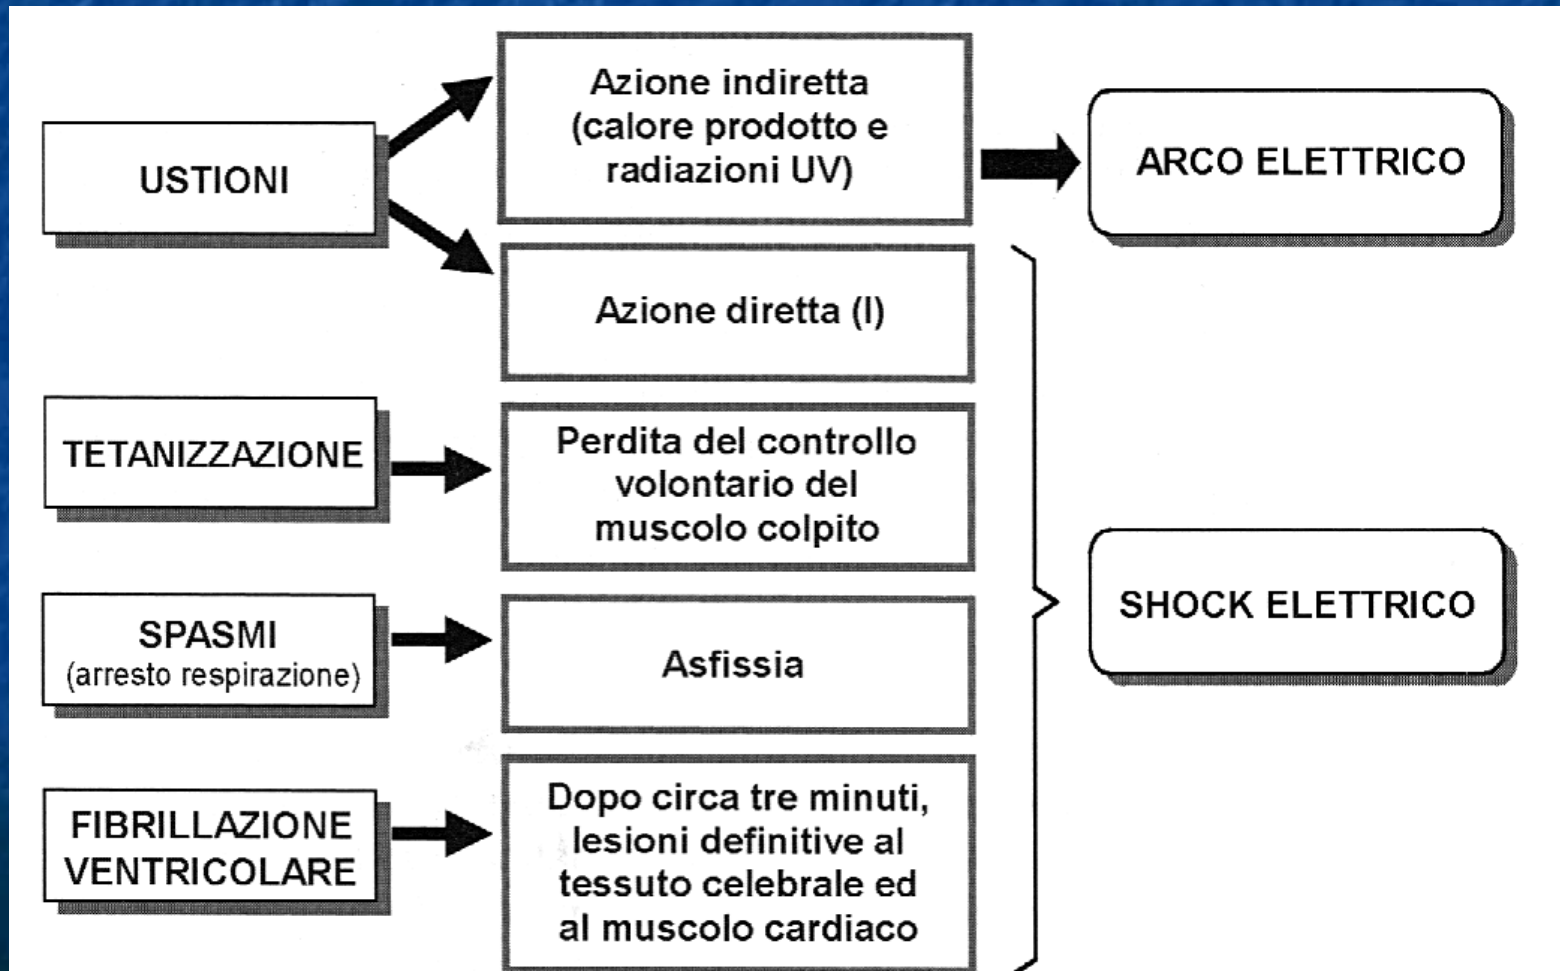 USTIONI
Azione indiretta
(calore prodotto e
radiazioni UV)
ARCO ELETTRICO
Azione diretta (I)
TETANIZZAZIONE
Perdita del controllo
volontario del
muscolo colpito
SPASMI
(arresto respirazione)
Asfissia
SHOCK ELETTRICO
FIBRILLAZIONE
VENTRICOLARE
Dopo circa tre minuti,
lesioni definitive al
tessuto celebrale ed
al muscolo cardiaco